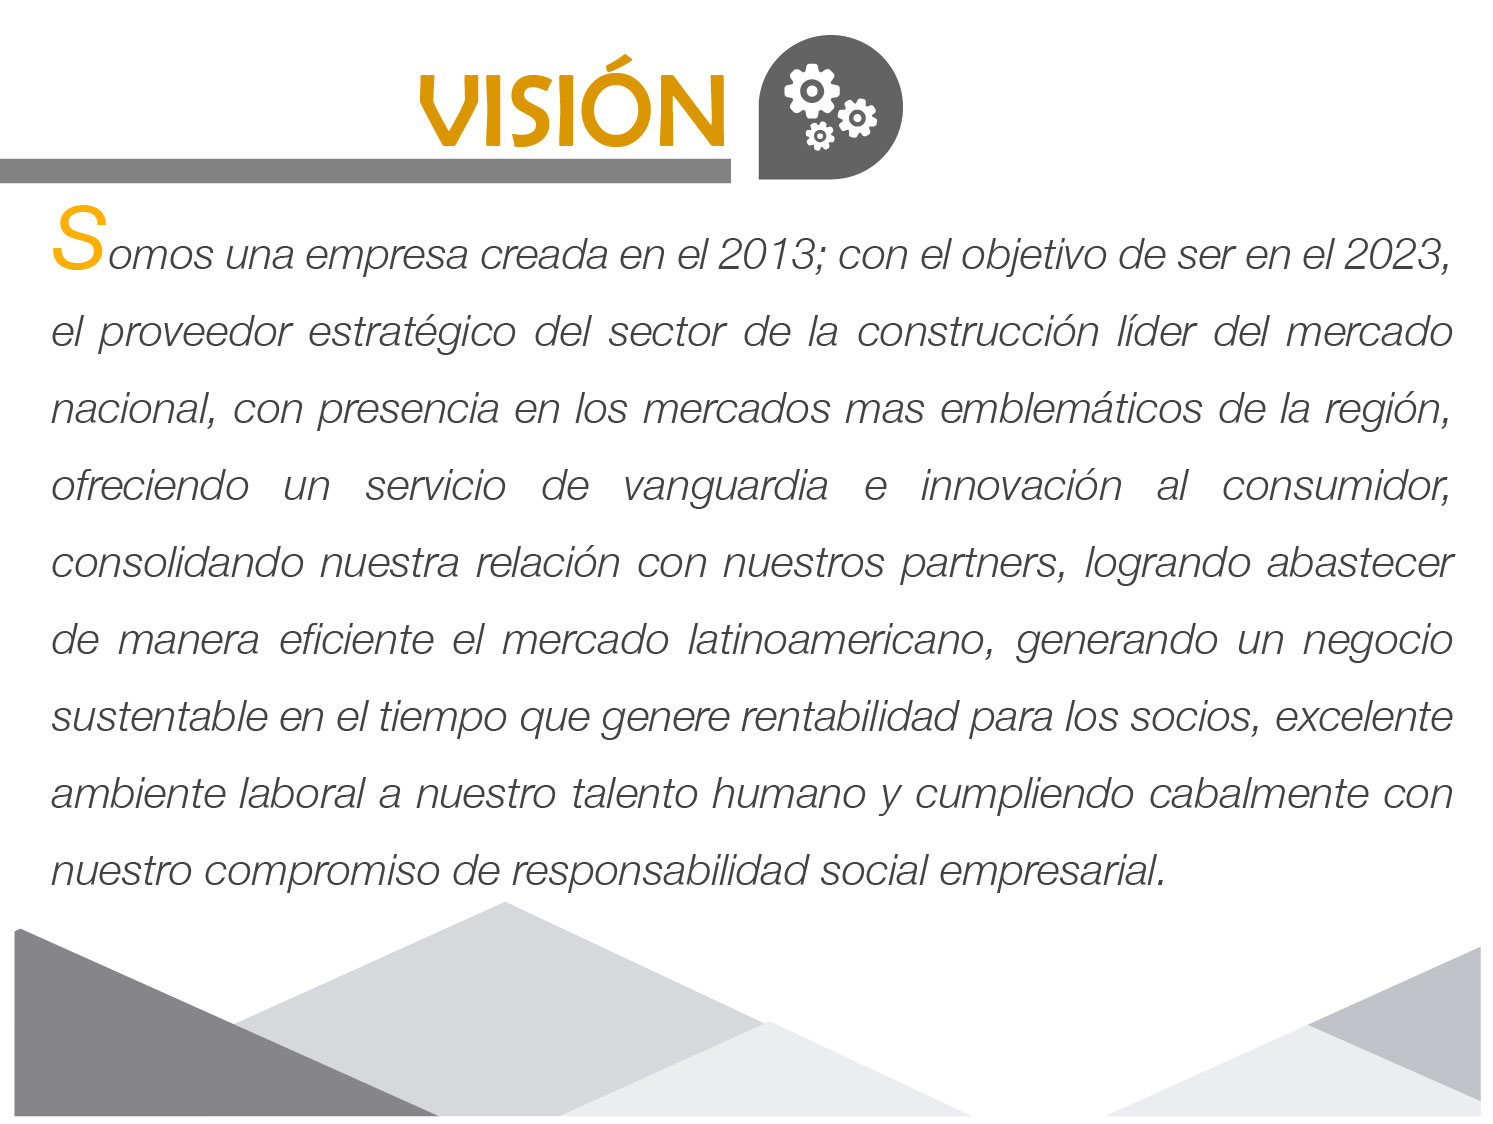 VISIÓN
Somos una empresa creada en el 2013; con el objetivo de ser en el 2023,
el proveedor estratégico del sector de la construcción líder del mercado
nacional, con presencia en los mercados mas emblemáticos de la región,
ofreciendo un servicio de vanguardia e innovación al consumidor,
consolidando nuestra relación con nuestros partners, logrando abastecer
de manera eficiente el mercado latinoamericano, generando un negocio
sustentable en el tiempo que genere rentabilidad para los socios, excelente
ambiente laboral a nuestro talento humano y cumpliendo cabalmente con
nuestro compromiso de responsabilidad social empresarial.